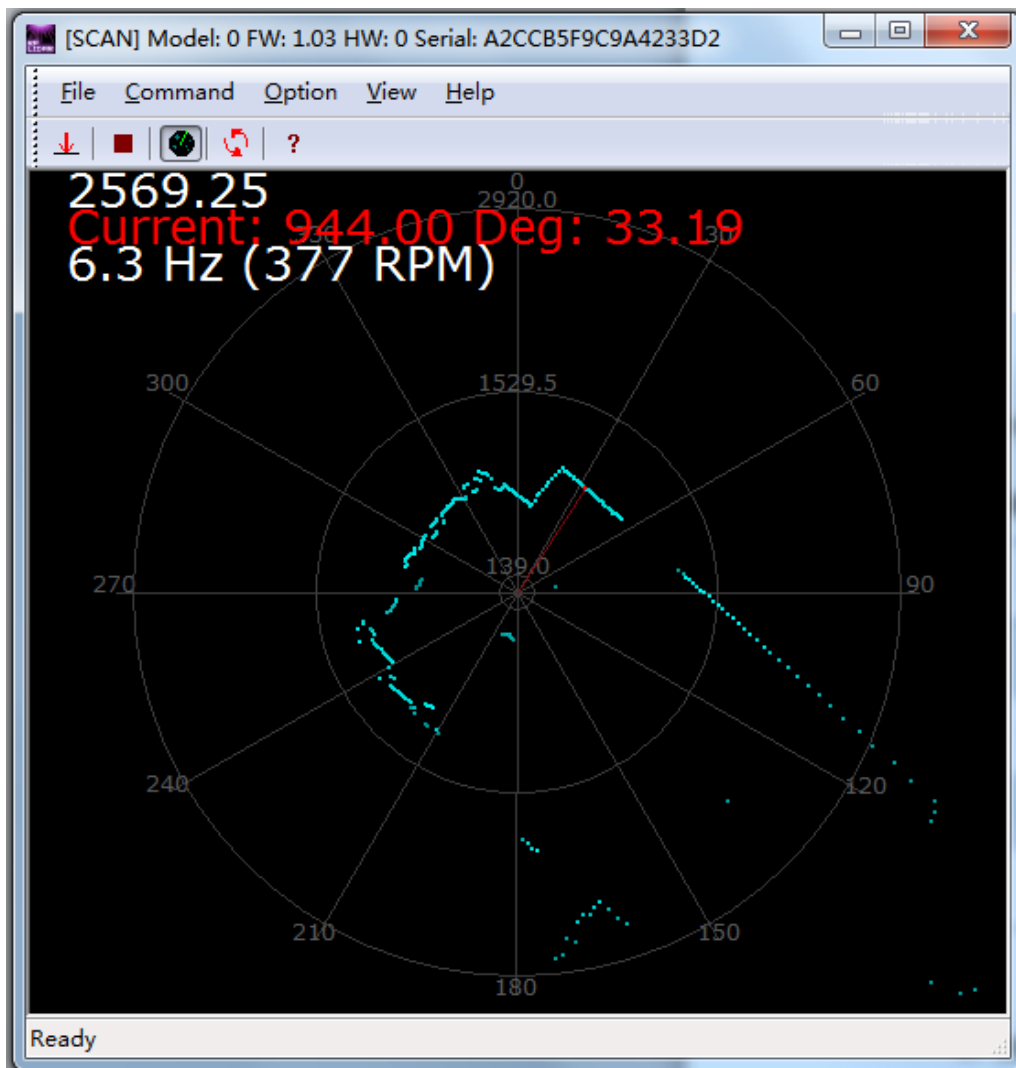 [SCAN] Model: 0 FW: 1.03 HW: 0 Serial: A2CCB5F9C9A4233D2
File Command Option View Help
?
2569.25
0
2920.0
Current: 944.00 Deg: 33.19
330 30
6.3 Hz (377 RPM)
300 1529.5 60
139.0
270 90
240 120
210 150
180
Ready